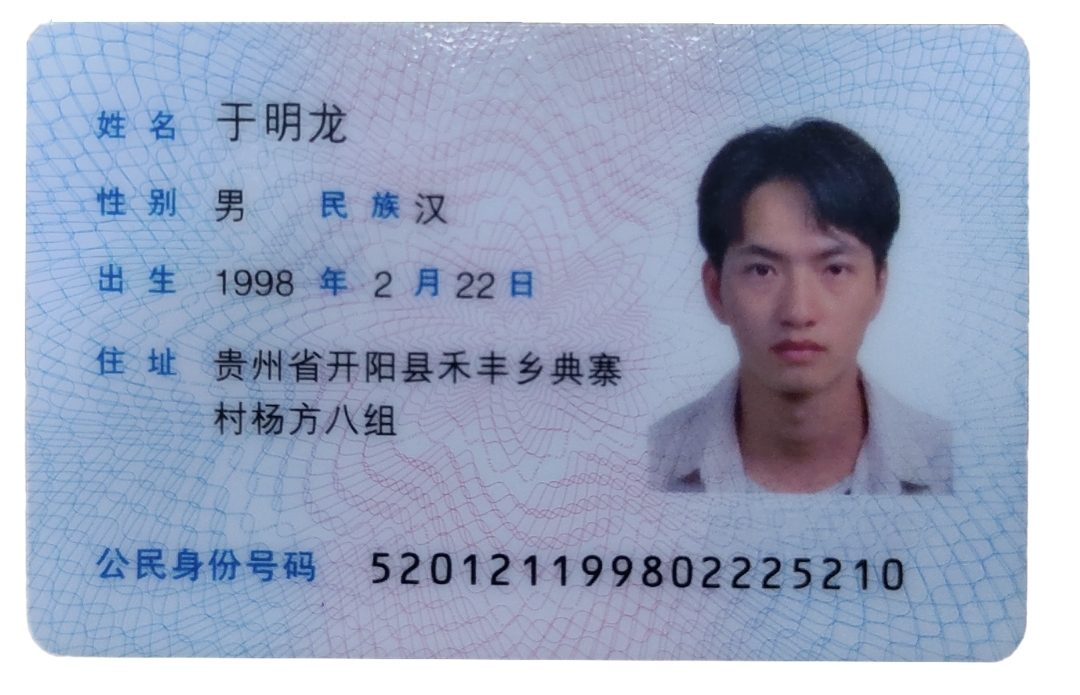 姓名 于明龙
性别 男 民族 汉
出生 1998 年 2 月 22 日
住址 贵州省开阳县禾丰乡典寨
村杨方八组
公民身份号码 520121199802225210